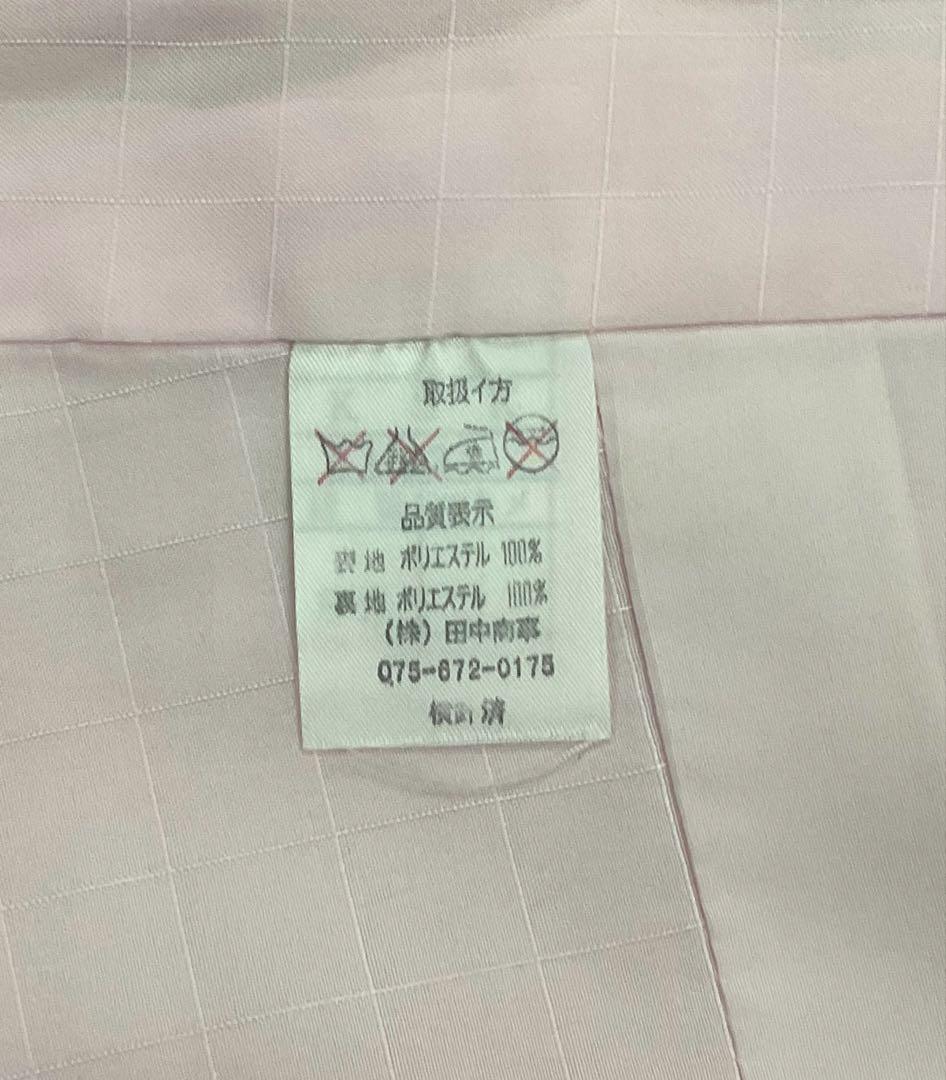 取扱イ方
品質表示
表地 ポリエステル 100%
裏地 ポリエステル 100%
(株) 田中商事
075-672-0175
検 済